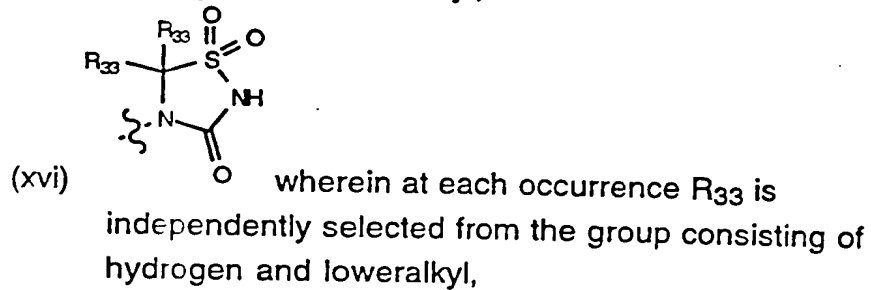 R33 O
R33 S O
NH
N
O
(xvi) wherein at each occurrence R33 is
independently selected from the group consisting of
hydrogen and loweralkyl,